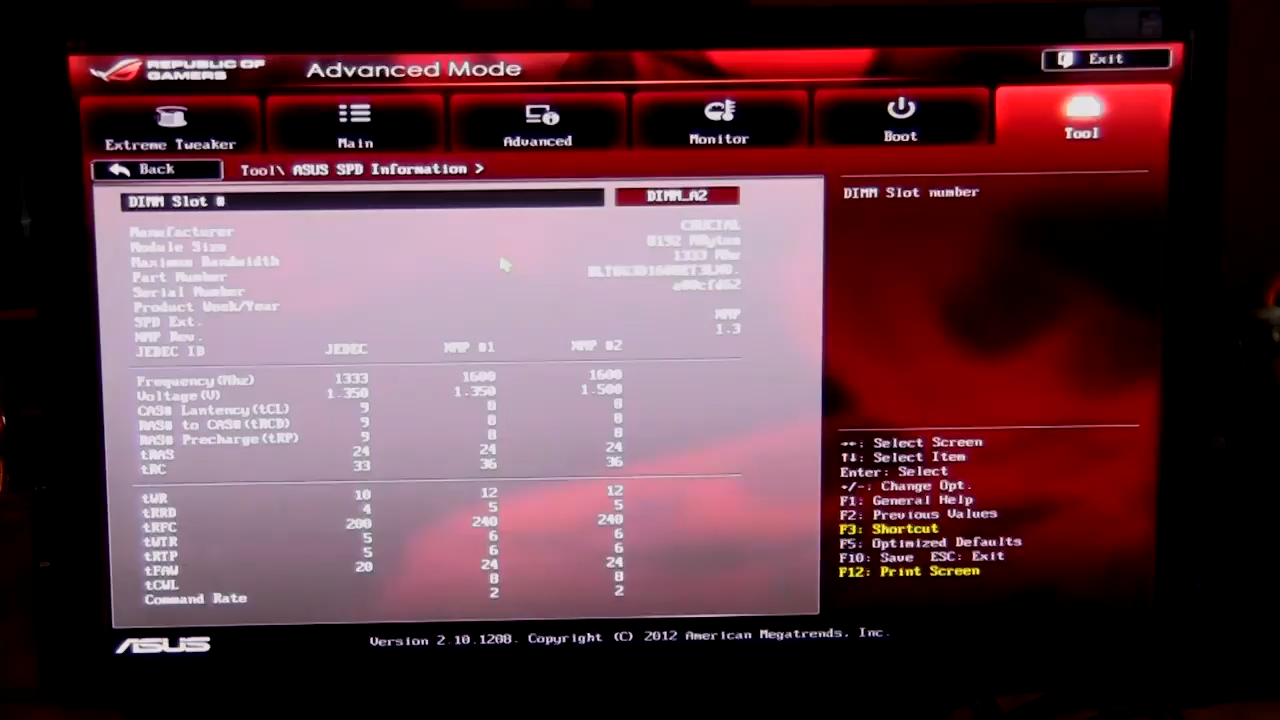 REPUBLIC OF GAMERS
Advanced Mode
Exit
Extreme Tweaker Main Advanced Monitor Boot Tool
Back Tool\ ASUS SPD Information >
DIMM Slot # DIMM_A2
DIMM Slot number
Manufacturer CRUCIAL
Module Size 8192 MBytes
Maximum Bandwidth 1333 Mhz
Part Number
Serial Number a00cfd62
Product Week/Year
SPD Ext. XMP
XMP Rev. 1.3
JEDEC ID JEDEC XMP #1 XMP #2
Frequency(Mhz) 1333 1600 1600
Voltage(V) 1.350 1.350 1.500
CAS# Lantency(tCL) 9 8 8
RAS# to CAS#(tRCD) 9 8 8
RAS# Precharge(tRP) 9 8 8
tRAS 24 24 24
tRC 33 36 36
tWR 10 12 12
tRRD 4 5 5
tRFC 200 240 240
tWTR 5 6 6
tRTP 5 6 6
tFAW 20 24 24
tCWL 8 8
Command Rate 2 2
→←: Select Screen
↑↓: Select Item
Enter: Select
+/-: Change Opt.
F1: General Help
F2: Previous Values
F3: Shortcut
F5: Optimized Defaults
F10: Save ESC: Exit
F12: Print Screen
ASUS Version 2.10.1208. Copyright (C) 2012 American Megatrends, Inc.